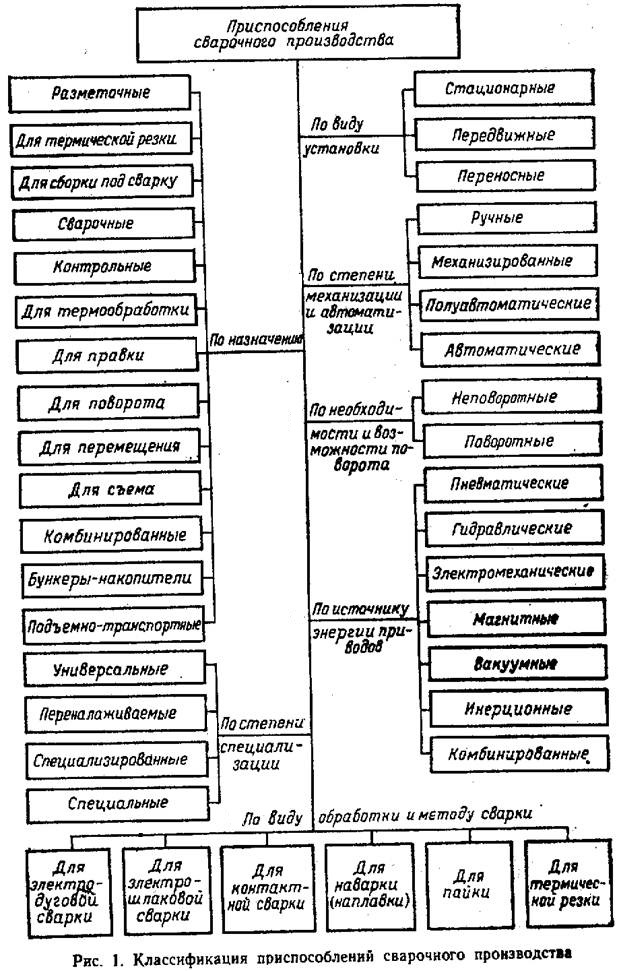 Приспособления
сварочного производства
Разметочные
Для термической резки
Для сборки под сварку
Сварочные
Контрольные
Для термообработки
Для правки
Для поворота
Для перемещения
Для съема
Комбинированные
Бункеры-накопители
Подъемно-транспортные
По назначению
Универсальные
Переналаживаемые
Специализированные
Специальные
По степени
специали-
зации
По виду
установки
Стационарные
Передвижные
Переносные
По степени
механизации
и автомати-
зации
Ручные
Механизированные
Полуавтоматические
Автоматические
По необходи-
мости и воз-
можности по-
ворота
Неповоротные
Поворотные
По источнику
энергии при-
водов
Пневматические
Гидравлические
Электромеханические
Магнитные
Вакуумные
Инерционные
Комбинированные
По виду обработки и методу сварки
Для
электро-
дуговой
сварки
Для
электро-
шлаковой
сварки
Для
контакт-
ной сварки
Для
наварки
(наплавки)
Для
пайки
Для
термичес-
кой резки
Рис. 1. Классификация приспособлений сварочного производства